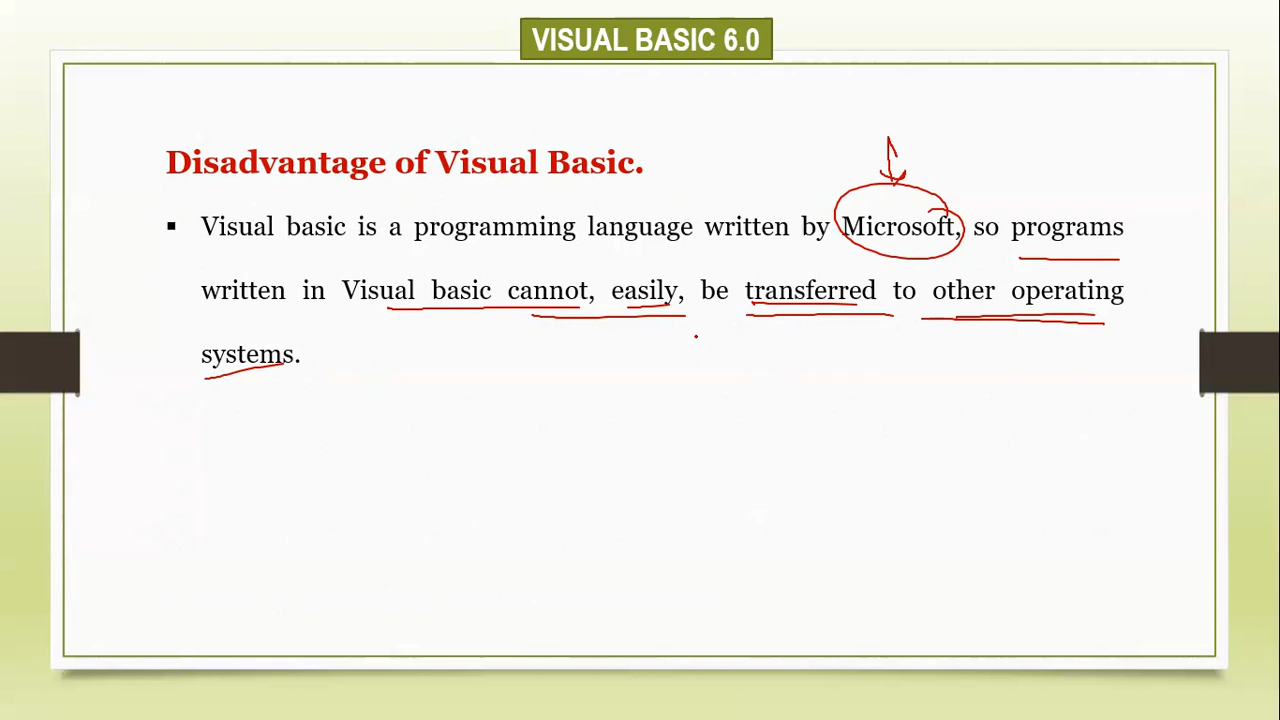 VISUAL BASIC 6.0
Disadvantage of Visual Basic.
▪ Visual basic is a programming language written by Microsoft, so programs
written in Visual basic cannot, easily, be transferred to other operating
systems.